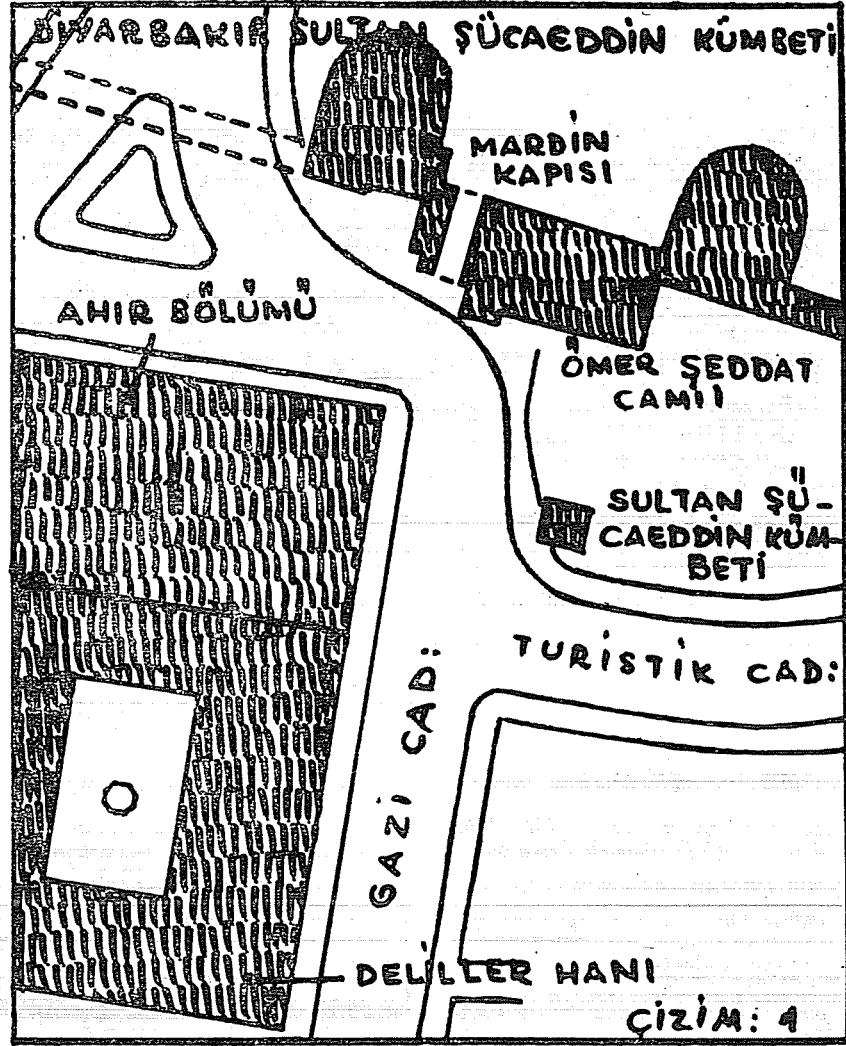 DİYARBAKIR SULTAN ŞÜCAEDDİN KÜMBETİ
MARDİN
KAPISI
AHIR BÖLÜMÜ
ÖMER ŞEDDAT
CAMİİ
SULTAN ŞÜ-
CAEDDİN KÜM-
BETİ
TURİSTİK CAD:
GAZİ CAD:
DELİLLER HANI
ÇİZİM: 1